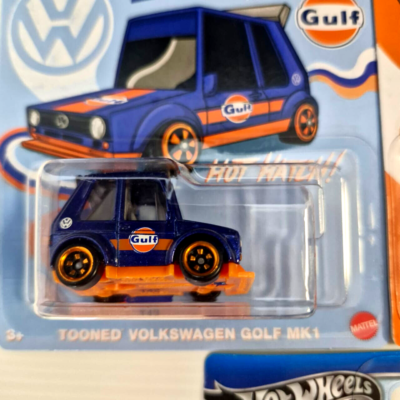 Gulf
Gulf
HOT HATCH!
Gulf
3+
TOONED VOLKSWAGEN GOLF MK1
MATTEL
HOT WHEELS